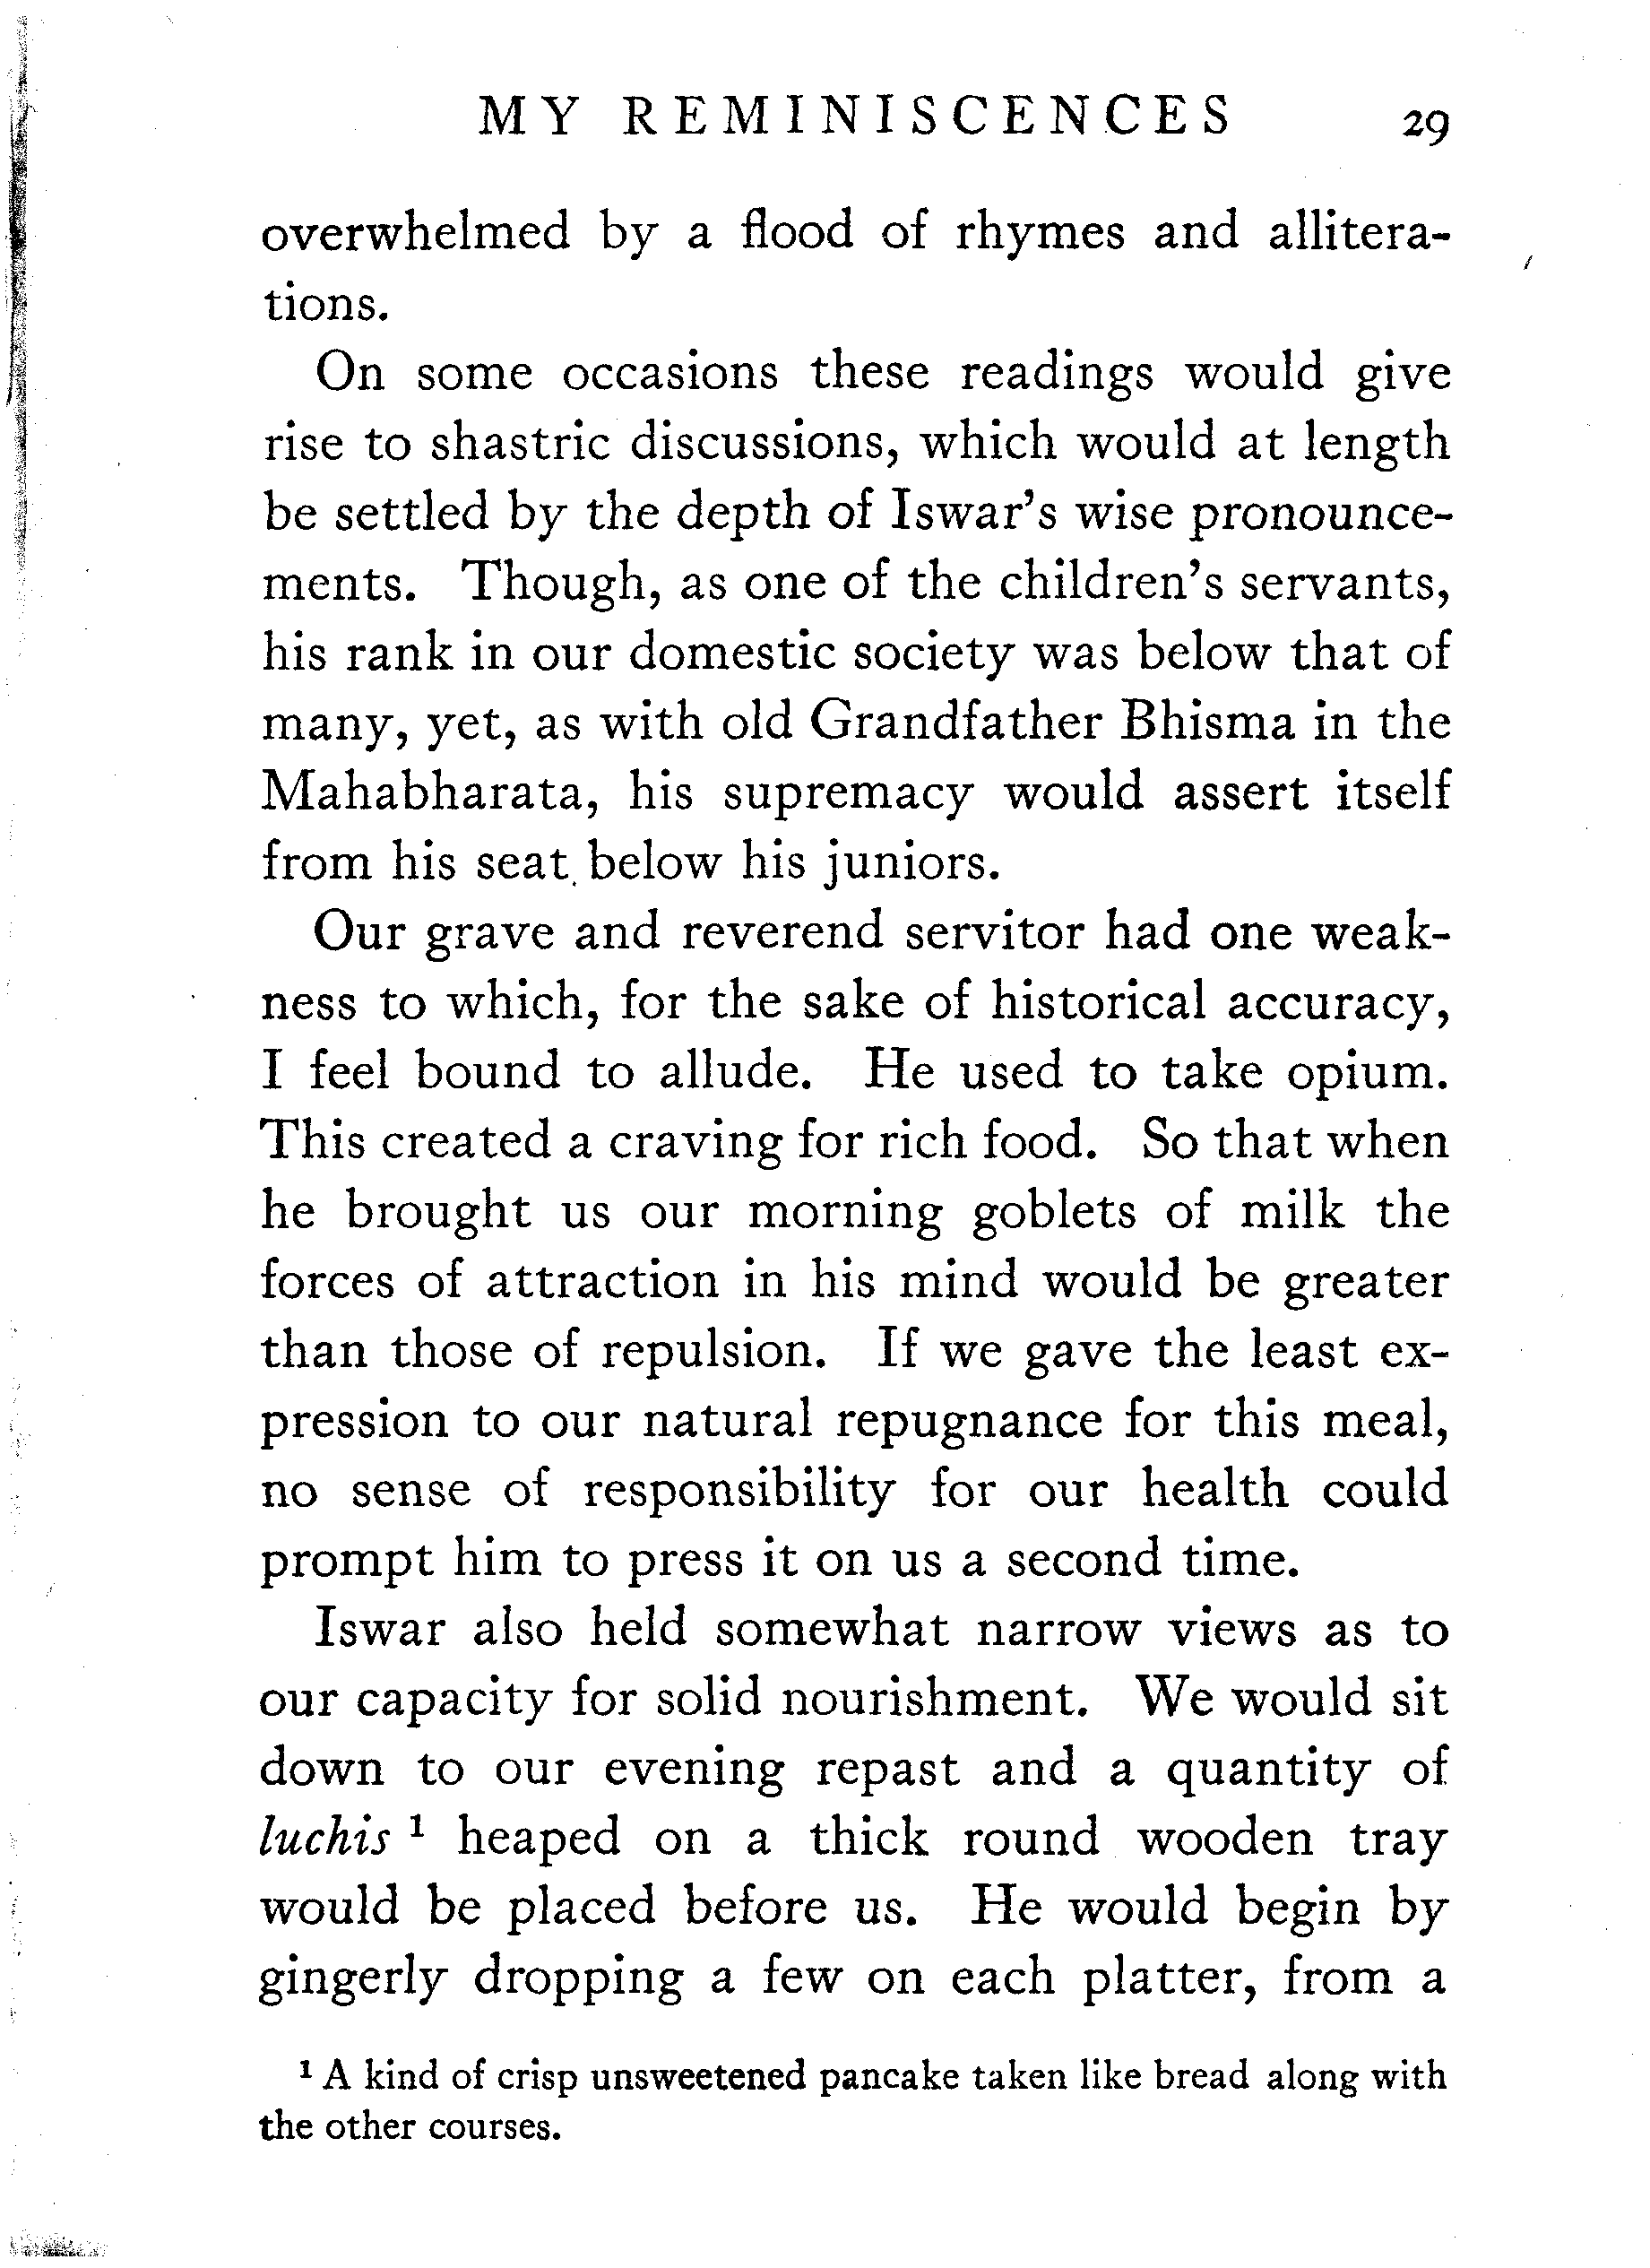 MY REMINISCENCES 29
overwhelmed by a flood of rhymes and allitera-
tions.
On some occasions these readings would give
rise to shastric discussions, which would at length
be settled by the depth of Iswar's wise pronounce-
ments. Though, as one of the children's servants,
his rank in our domestic society was below that of
many, yet, as with old Grandfather Bhisma in the
Mahabharata, his supremacy would assert itself
from his seat below his juniors.
Our grave and reverend servitor had one weak-
ness to which, for the sake of historical accuracy,
I feel bound to allude. He used to take opium.
This created a craving for rich food. So that when
he brought us our morning goblets of milk the
forces of attraction in his mind would be greater
than those of repulsion. If we gave the least ex-
pression to our natural repugnance for this meal,
no sense of responsibility for our health could
prompt him to press it on us a second time.
Iswar also held somewhat narrow views as to
our capacity for solid nourishment. We would sit
down to our evening repast and a quantity of
luchis ¹ heaped on a thick round wooden tray
would be placed before us. He would begin by
gingerly dropping a few on each platter, from a
¹ A kind of crisp unsweetened pancake taken like bread along with
the other courses.